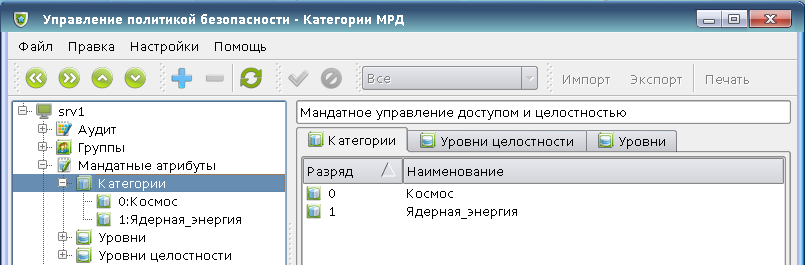 Управление политикой безопасности - Категории МРД
Файл Правка Настройки Помощь
Все Импорт Экспорт Печать
srv1
Аудит
Группы
Мандатные атрибуты
Категории
0:Космос
1:Ядерная_энергия
Уровни
Уровни целостности
Мандатное управление доступом и целостностью
Категории Уровни целостности Уровни
Разряд Наименование
0 Космос
1 Ядерная_энергия